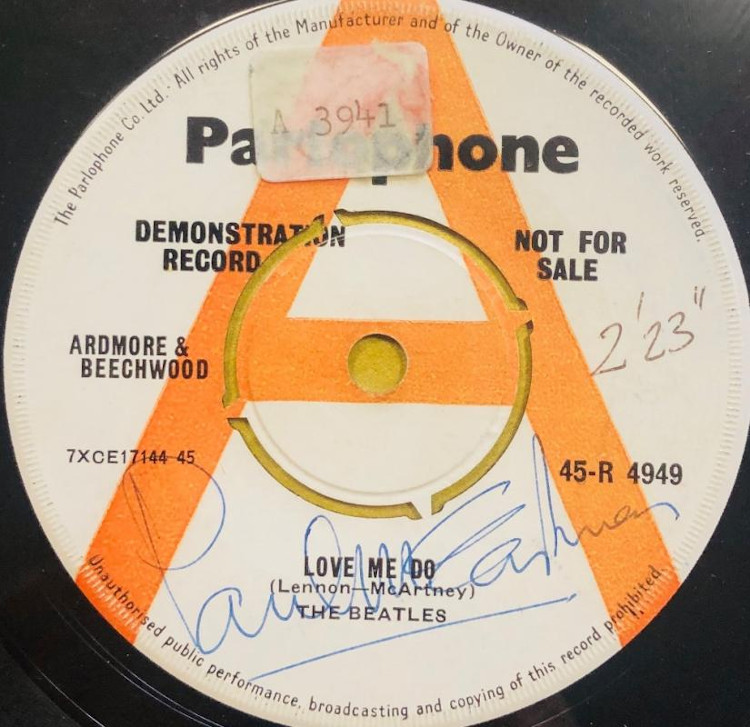 The Parlophone Co. Ltd. · All rights of the Manufacturer and of the Owner of the recorded work reserved.
A 3941
Parlophone
DEMONSTRATION
RECORD
NOT FOR
SALE
2'23"
ARDMORE &
BEECHWOOD
7XCE17144 45
45-R 4949
LOVE ME DO
(Lennon—McArtney)
THE BEATLES
Paul McCartney
Unauthorised public performance, broadcasting and copying of this record prohibited.